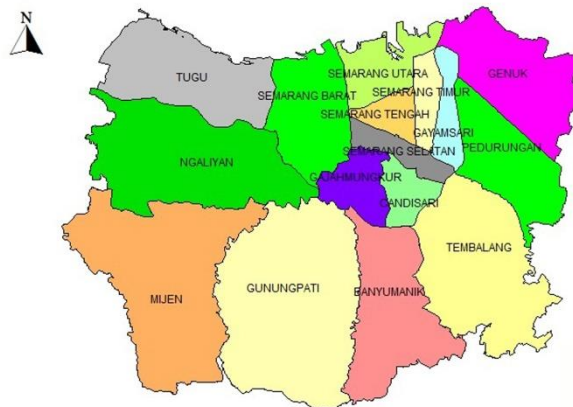 N
TUGU
SEMARANG UTARA
GENUK
SEMARANG BARAT
SEMARANG TIMUR
SEMARANG TENGAH
GAYAMSARI
NGALIYAN
SEMARANG SELATAN
PEDURUNGAN
GAJAHMUNGKUR
CANDISARI
TEMBALANG
MIJEN
GUNUNGPATI
BANYUMANIK